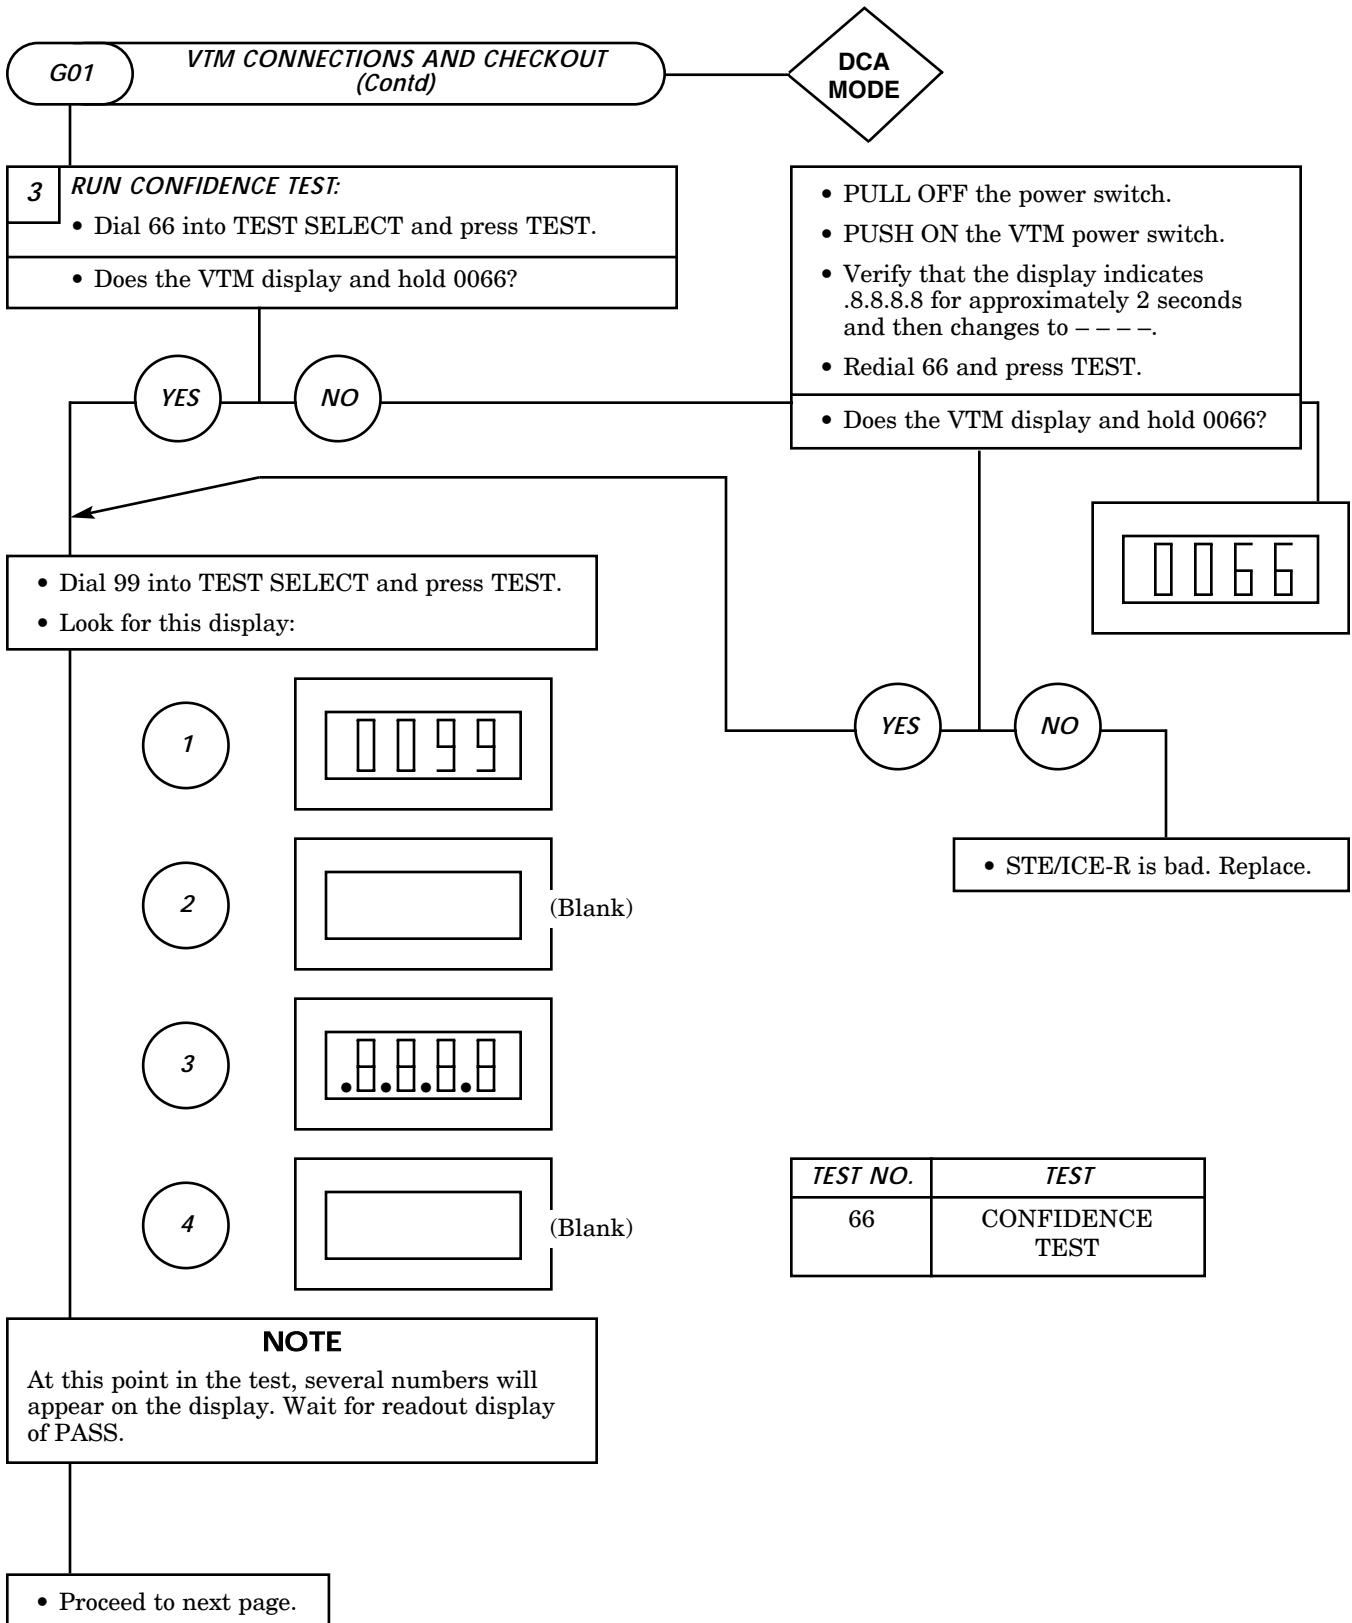 G01
VTM CONNECTIONS AND CHECKOUT
(Contd)
DCA
MODE
3
RUN CONFIDENCE TEST:
• Dial 66 into TEST SELECT and press TEST.
• Does the VTM display and hold 0066?
YES
NO
• PULL OFF the power switch.
• PUSH ON the VTM power switch.
• Verify that the display indicates
.8.8.8.8 for approximately 2 seconds
and then changes to – – – –.
• Redial 66 and press TEST.
• Does the VTM display and hold 0066?
0066
• Dial 99 into TEST SELECT and press TEST.
• Look for this display:
1
0099
YES
NO
• STE/ICE-R is bad. Replace.
2
(Blank)
3
.8.8.8.8
4
(Blank)
TEST NO.
TEST
66
CONFIDENCE
TEST
NOTE
At this point in the test, several numbers will
appear on the display. Wait for readout display
of PASS.
• Proceed to next page.